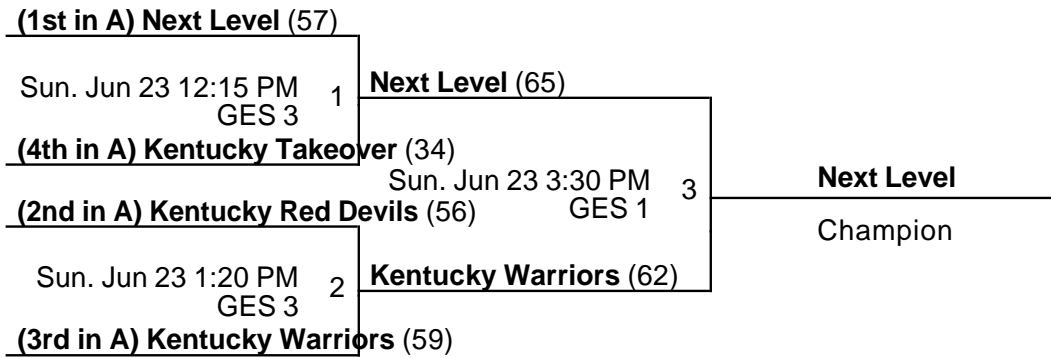 (1st in A) Next Level (57)
Sun. Jun 23 12:15 PM
GES 3
1
Next Level (65)
(4th in A) Kentucky Takeover (34)
Sun. Jun 23 3:30 PM
GES 1
3
Next Level
Champion
(2nd in A) Kentucky Red Devils (56)
Sun. Jun 23 1:20 PM
GES 3
2
Kentucky Warriors (62)
(3rd in A) Kentucky Warriors (59)